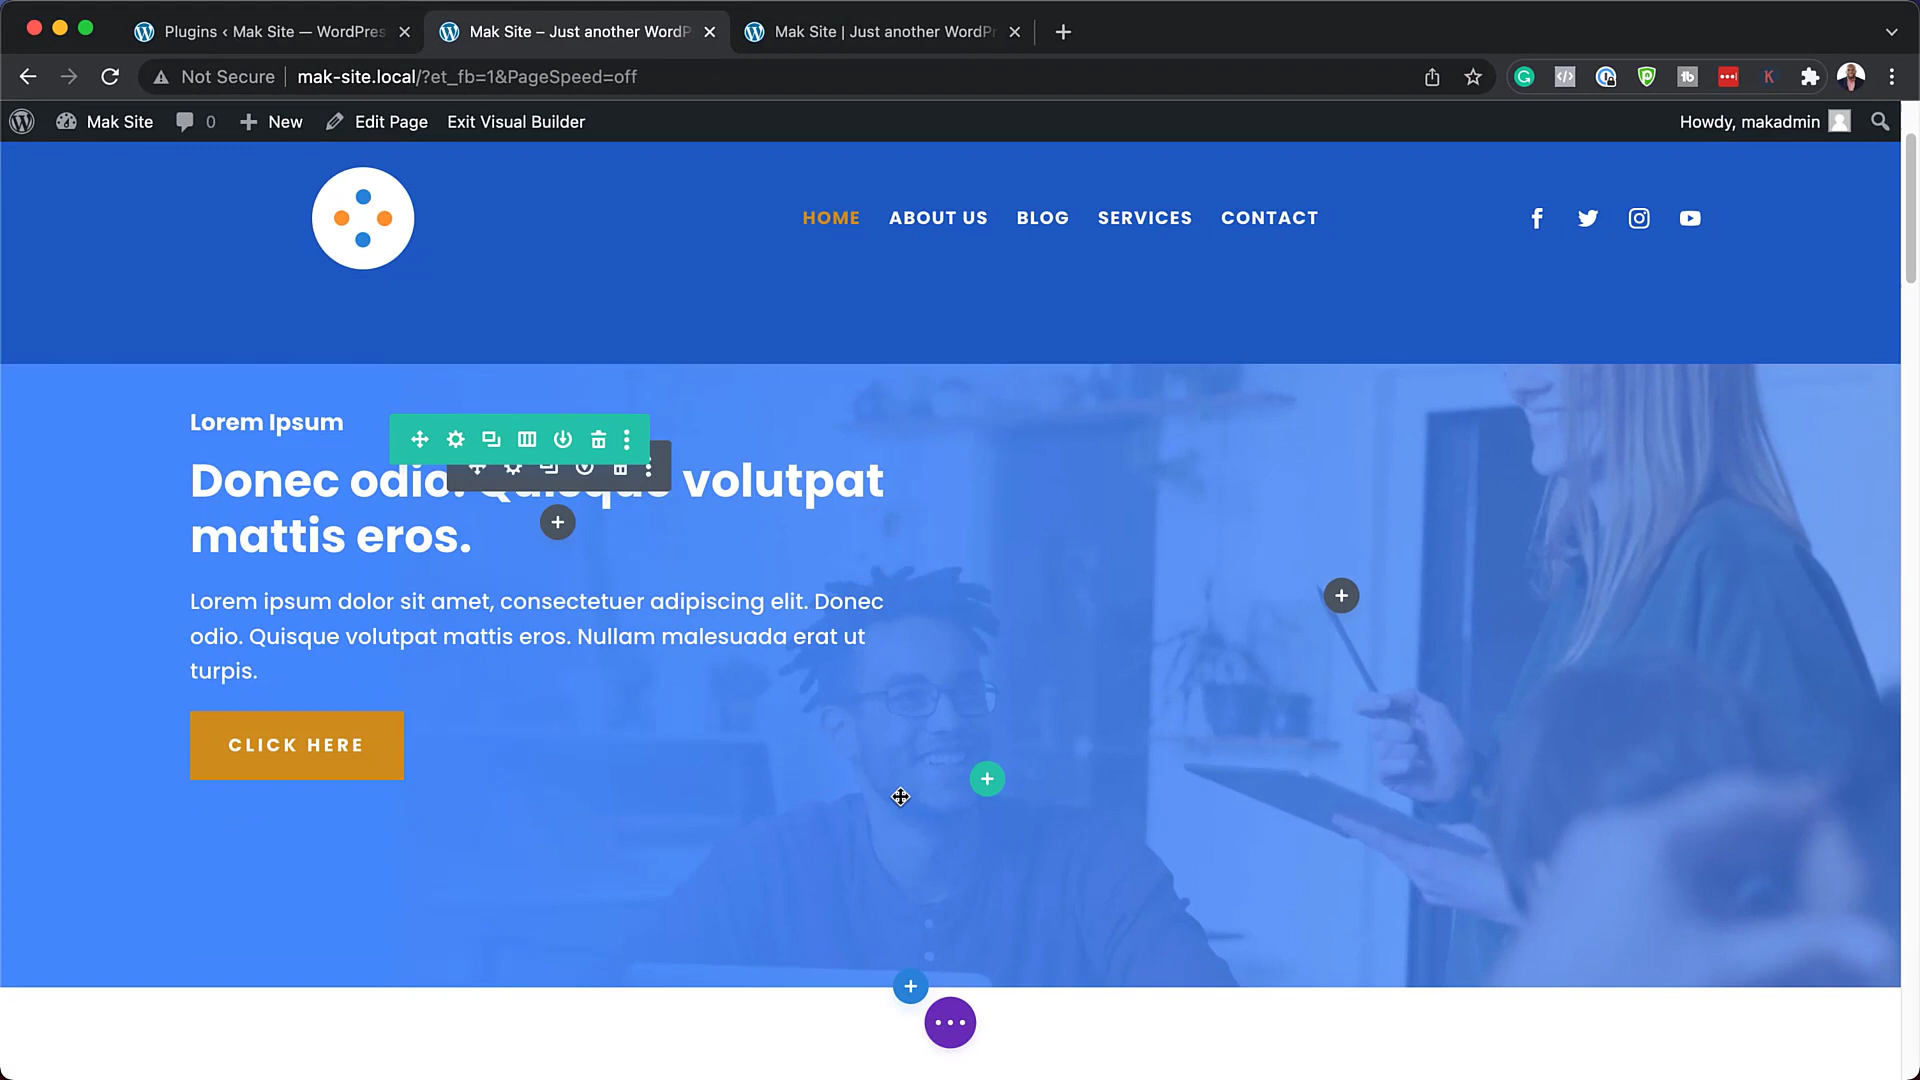 Plugins ‹ Mak Site — WordPres
Mak Site – Just another WordP
Mak Site | Just another WordPr
Not Secure
mak-site.local/?et_fb=1&PageSpeed=off
Mak Site
0
New
Edit Page
Exit Visual Builder
Howdy, makadmin
HOME
ABOUT US
BLOG
SERVICES
CONTACT
Lorem Ipsum
Donec odio. Quisque volutpat
mattis eros.
Lorem ipsum dolor sit amet, consectetuer adipiscing elit. Donec
odio. Quisque volutpat mattis eros. Nullam malesuada erat ut
turpis.
CLICK HERE